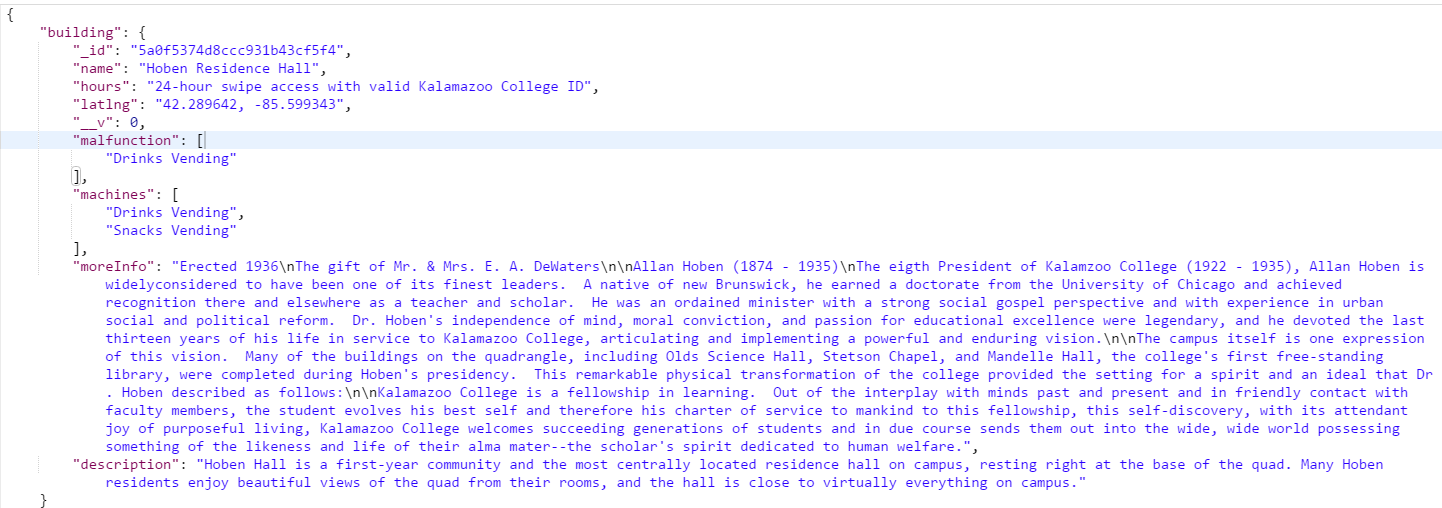 {
"building": {
"_id": "5a0f5374d8ccc931b43cf5f4",
"name": "Hoben Residence Hall",
"hours": "24-hour swipe access with valid Kalamazoo College ID",
"latlng": "42.289642, -85.599343",
"__v": 0,
"malfunction": [
"Drinks Vending"
],
"machines": [
"Drinks Vending",
"Snacks Vending"
],
"moreInfo": "Erected 1936\nThe gift of Mr. & Mrs. E. A. DeWaters\n\nAllan Hoben (1874 - 1935)\nThe eigth President of Kalamzoo College (1922 - 1935), Allan Hoben is
widelyconsidered to have been one of its finest leaders.  A native of new Brunswick, he earned a doctorate from the University of Chicago and achieved
recognition there and elsewhere as a teacher and scholar.  He was an ordained minister with a strong social gospel perspective and with experience in urban
social and political reform.  Dr. Hoben's independence of mind, moral conviction, and passion for educational excellence were legendary, and he devoted the last
thirteen years of his life in service to Kalamazoo College, articulating and implementing a powerful and enduring vision.\n\nThe campus itself is one expression
of this vision.  Many of the buildings on the quadrangle, including Olds Science Hall, Stetson Chapel, and Mandelle Hall, the college's first free-standing
library, were completed during Hoben's presidency.  This remarkable physical transformation of the college provided the setting for a spirit and an ideal that Dr
. Hoben described as follows:\n\nKalamazoo College is a fellowship in learning.  Out of the interplay with minds past and present and in friendly contact with
faculty members, the student evolves his best self and therefore his charter of service to mankind to this fellowship, this self-discovery, with its attendant
joy of purposeful living, Kalamazoo College welcomes succeeding generations of students and in due course sends them out into the wide, wide world possessing
something of the likeness and life of their alma mater--the scholar's spirit dedicated to human welfare.",
"description": "Hoben Hall is a first-year community and the most centrally located residence hall on campus, resting right at the base of the quad. Many Hoben
residents enjoy beautiful views of the quad from their rooms, and the hall is close to virtually everything on campus."
}